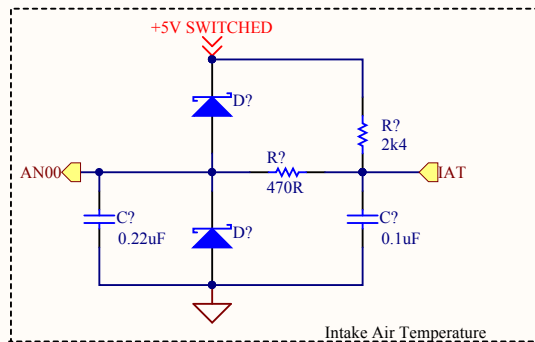 +5V SWITCHED
D?
R?
2k4
R?
AN00
470R
IAT
C?
0.22uF
D?
C?
0.1uF
Intake Air Temperature